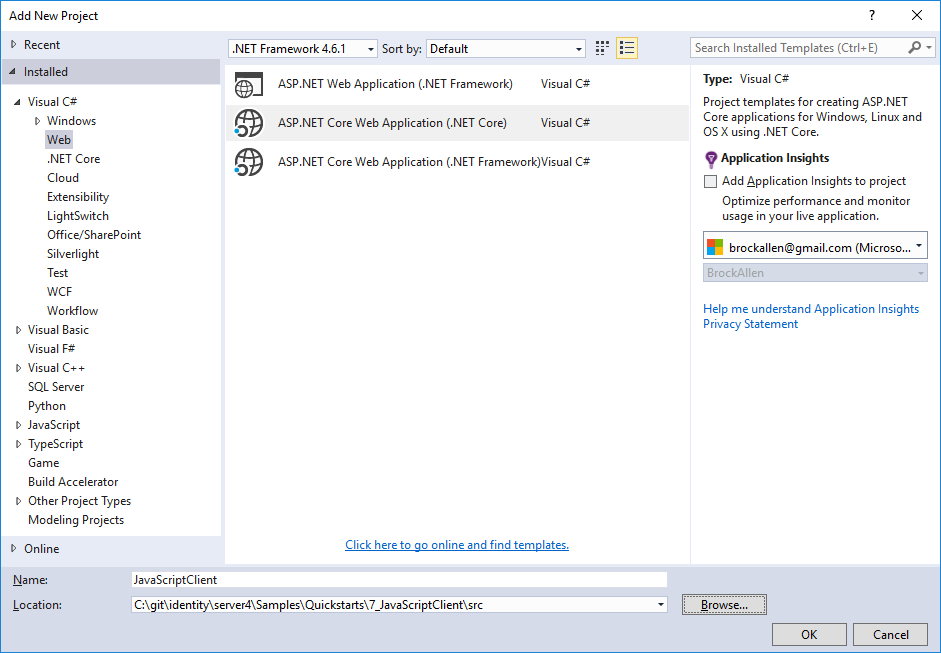 Add New Project
?
Recent
Installed
Visual C#
Windows
Web
.NET Core
Cloud
Extensibility
LightSwitch
Office/SharePoint
Silverlight
Test
WCF
Workflow
Visual Basic
Visual F#
Visual C++
SQL Server
Python
JavaScript
TypeScript
Game
Build Accelerator
Other Project Types
Modeling Projects
Online
.NET Framework 4.6.1 Sort by: Default
ASP.NET Web Application (.NET Framework) Visual C#
ASP.NET Core Web Application (.NET Core) Visual C#
ASP.NET Core Web Application (.NET Framework)Visual C#
Click here to go online and find templates.
Search Installed Templates (Ctrl+E)
Type: Visual C#
Project templates for creating ASP.NET
Core applications for Windows, Linux and
OS X using .NET Core.
Application Insights
Add Application Insights to project
Optimize performance and monitor
usage in your live application.
brockallen@gmail.com (Microso...
BrockAllen
Help me understand Application Insights
Privacy Statement
Name: JavaScriptClient
Location: C:\git\identity\server4\Samples\Quickstarts\7_JavaScriptClient\src
Browse...
OK Cancel